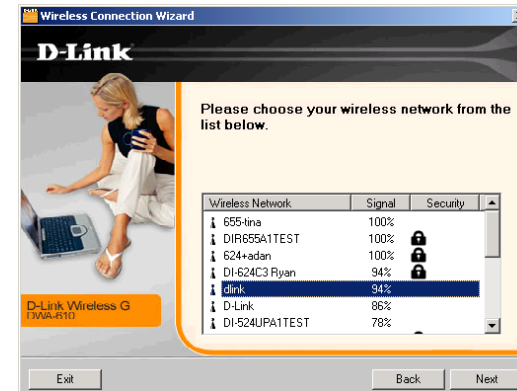 Wireless Connection Wizard
D-Link
Please choose your wireless network from the
list below.
Wireless Network Signal Security
655-tina 100%
DIR655A1TEST 100%
624+adan 100%
DI-624C3 Ryan 94%
dlink 94%
D-Link 86%
DI-524UPA1TEST 78%
D-Link Wireless G
DWA-610
Exit Back Next